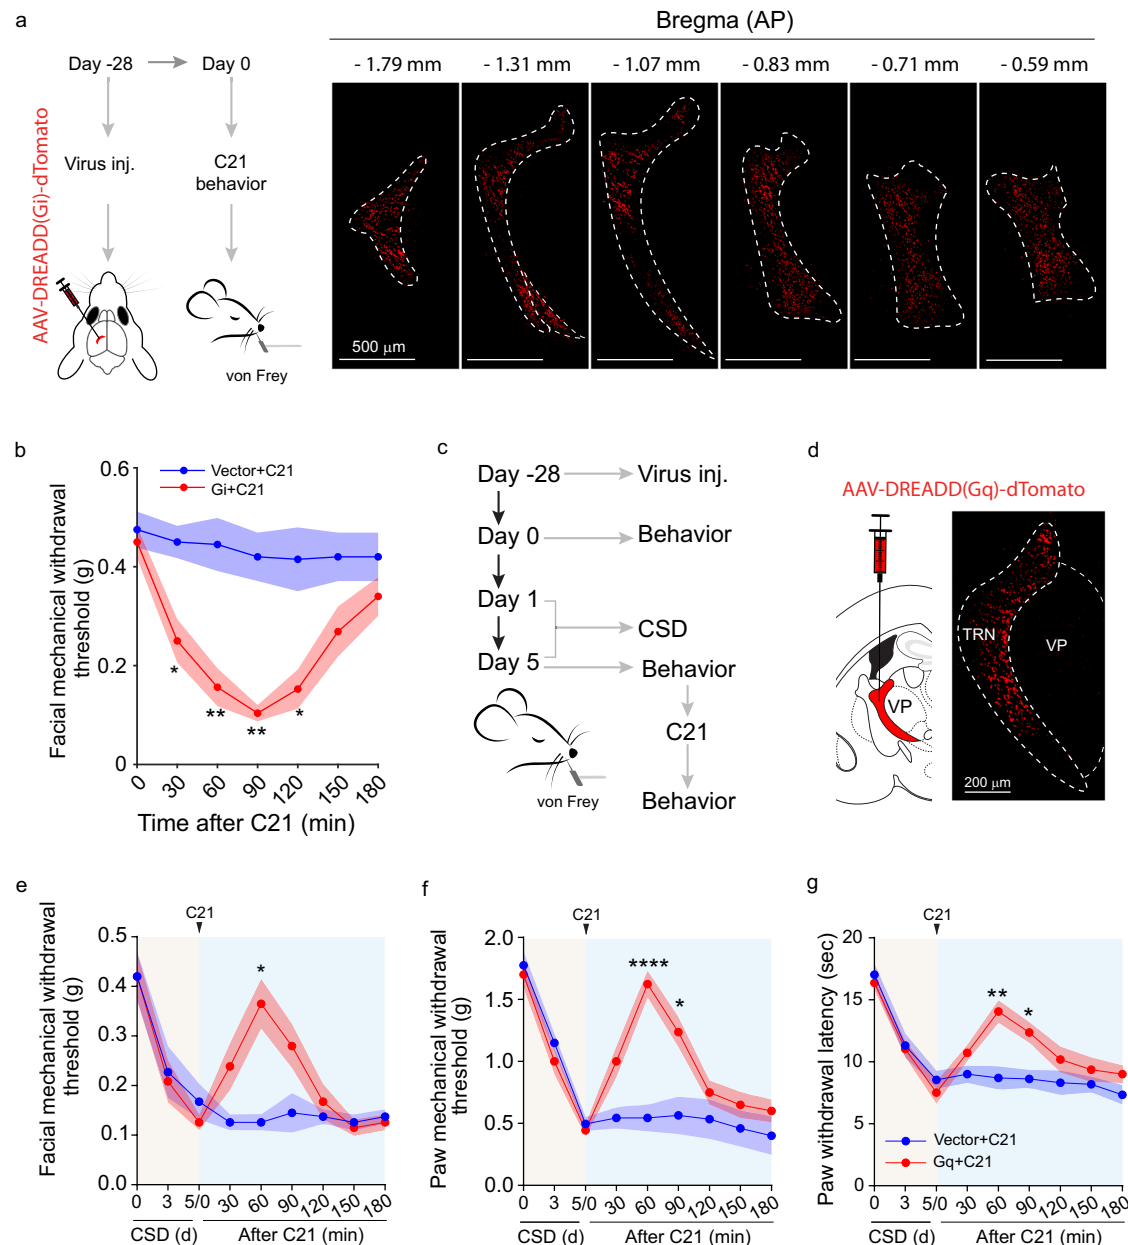 a
Bregma (AP)
Day -28
Day 0
- 1.79 mm
- 1.31 mm
- 1.07 mm
- 0.83 mm
- 0.71 mm
- 0.59 mm
AAV-DREADD(Gi)-dTomato
Virus inj.
C21
behavior
von Frey
500 μm
b
Vector+C21
Gi+C21
Facial mechanical withdrawal
threshold (g)
0.6
0.4
0.2
0
*
**
**
*
0
30
60
90
120
150
180
Time after C21 (min)
c
Day -28
Virus inj.
Day 0
Behavior
Day 1
CSD
Day 5
Behavior
C21
Behavior
von Frey
d
AAV-DREADD(Gq)-dTomato
VP
TRN
VP
200 μm
e
C21
Facial mechanical withdrawal
threshold (g)
0.5
0.4
0.3
0.2
0.1
0.0
*
0
3
5/0
30
60
90
120
150
180
CSD (d)
After C21 (min)
f
C21
Paw mechanical withdrawal
threshold (g)
2.0
1.5
1.0
0.5
0.0
****
*
0
3
5/0
30
60
90
120
150
180
CSD (d)
After C21 (min)
g
C21
Paw withdrawal latency (sec)
20
15
10
5
0
**
*
Vector+C21
Gq+C21
0
3
5/0
30
60
90
120
150
180
CSD (d)
After C21 (min)